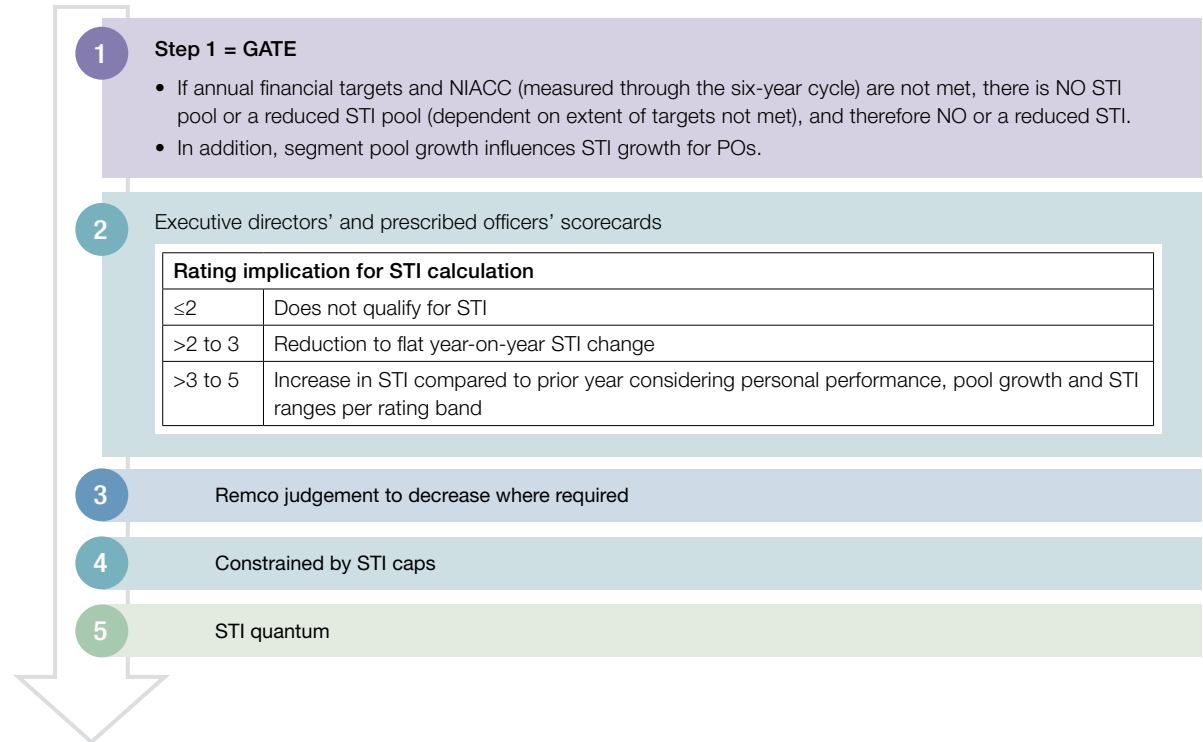 1
Step 1 = GATE
• If annual financial targets and NIACC (measured through the six-year cycle) are not met, there is NO STI
pool or a reduced STI pool (dependent on extent of targets not met), and therefore NO or a reduced STI.
• In addition, segment pool growth influences STI growth for POs.
2
Executive directors' and prescribed officers' scorecards
Rating implication for STI calculation
≤2 Does not qualify for STI
>2 to 3 Reduction to flat year-on-year STI change
>3 to 5 Increase in STI compared to prior year considering personal performance, pool growth and STI
ranges per rating band
3
Remco judgement to decrease where required
4
Constrained by STI caps
5
STI quantum